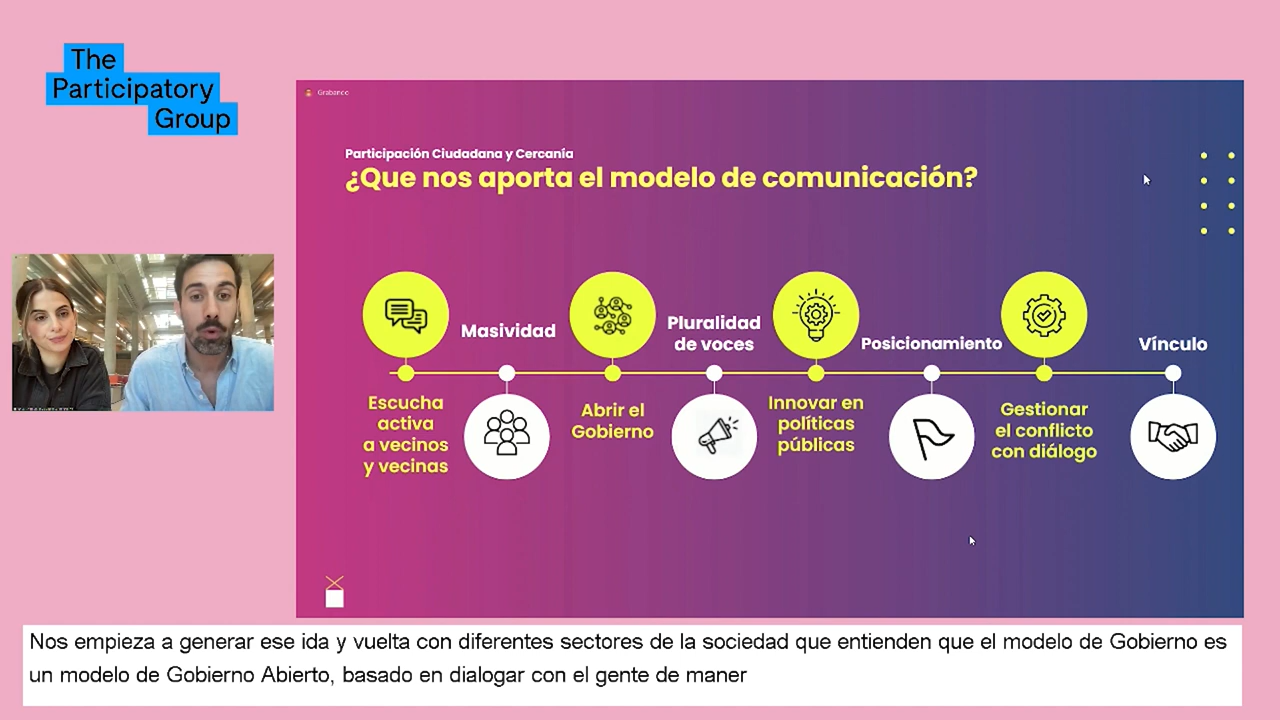 The
Participatory
Group
Grabando
Participación Ciudadana y Cercanía
¿Que nos aporta el modelo de comunicación?
Masividad
Pluralidad
de voces
Posicionamiento
Vínculo
Escucha
activa
a vecinos
y vecinas
Abrir el
Gobierno
Innovar en
políticas
públicas
Gestionar
el conflicto
con diálogo
Nos empieza a generar ese ida y vuelta con diferentes sectores de la sociedad que entienden que el modelo de Gobierno es
un modelo de Gobierno Abierto, basado en dialogar con el gente de maner